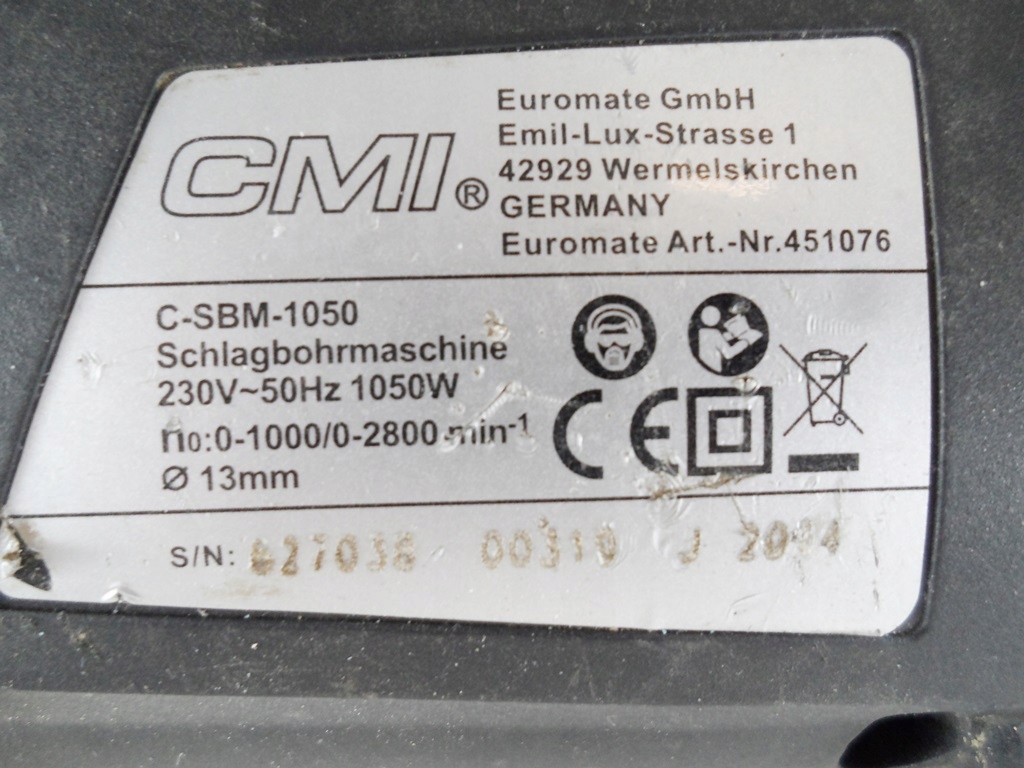 CMI®
Euromate GmbH
Emil-Lux-Strasse 1
42929 Wermelskirchen
GERMANY
Euromate Art.-Nr.451076
C-SBM-1050
Schlagbohrmaschine
230V~50Hz 1050W
n₀:0-1000/0-2800 min⁻¹
Ø 13mm
CE
S/N: J